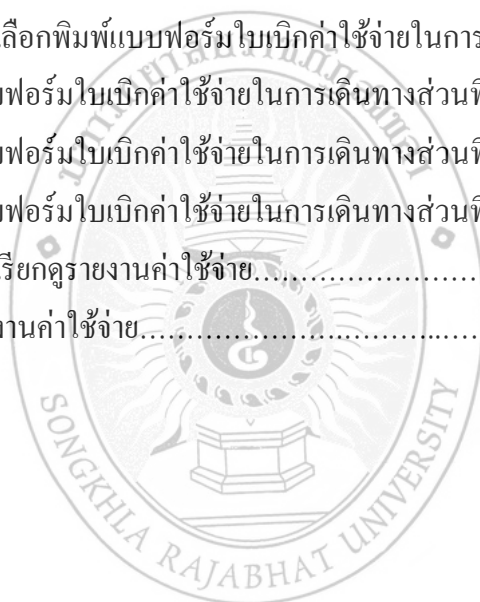 ลือกพิมพ์แบบฟอร์มใบเบิกค่าใช้จ่ายในการ
มฟอร์มใบเบิกค่าใช้จ่ายในการเดินทางส่วนที่
มฟอร์มใบเบิกค่าใช้จ่ายในการเดินทางส่วนที่
มฟอร์มใบเบิกค่าใช้จ่ายในการเดินทางส่วนที่
รียกดูรายงานค่าใช้จ่าย
งานค่าใช้จ่าย
SONGKHLA RAJABHAT UNIVERSITY